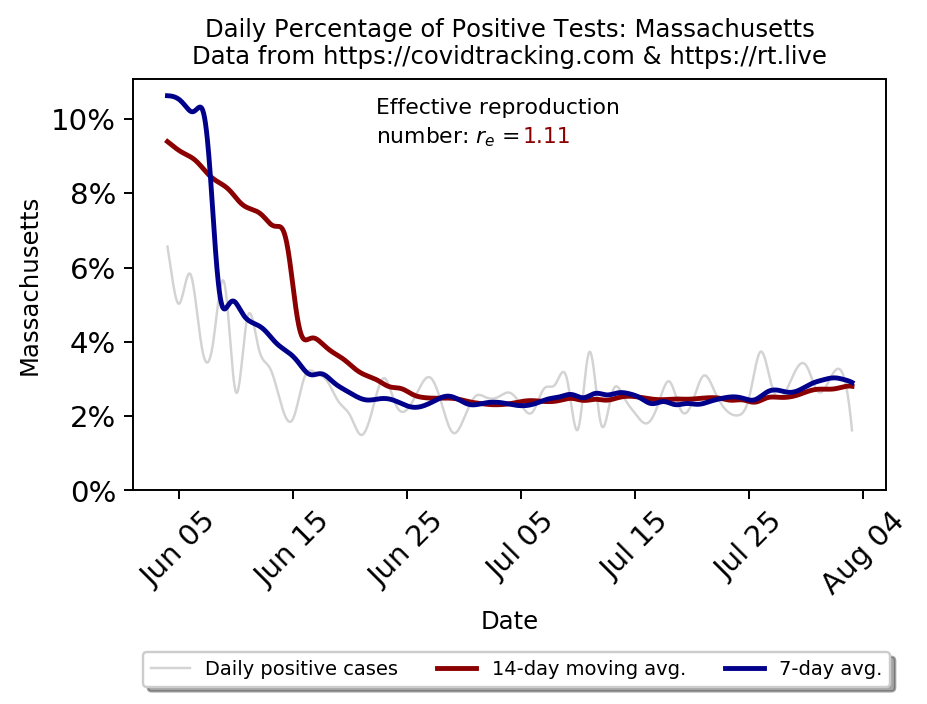 Daily Percentage of Positive Tests: Massachusetts
Data from https://covidtracking.com & https://rt.live
Effective reproduction
number: rₑ =1.11
10%
8%
6%
4%
2%
0%
Massachusetts
Jun 05
Jun 15
Jun 25
Jul 05
Jul 15
Jul 25
Aug 04
Date
Daily positive cases
14-day moving avg.
7-day avg.